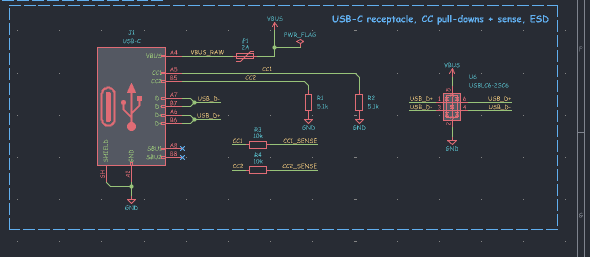 USB-C receptacle, CC pull-downs + sense, ESD
J1
USB-C
VBUS
A4
VBUS_RAW
F1
2A
VBUS
PWR_FLAG
CC1
A5
CC1
CC2
B5
CC2
D-
A7
USB_D-
D-
B7
D+
A6
USB_D+
D+
B6
SBU1
A8
SBU2
B8
SHIELD
GND
SH
A1
GND
R1
5.1k
GND
R2
5.1k
GND
R3
10k
CC1
CC1_SENSE
R4
10k
CC2
CC2_SENSE
VBUS
USBLC6-2SC6
USB_D+
USB_D+
USB_D-
USB_D-
GND